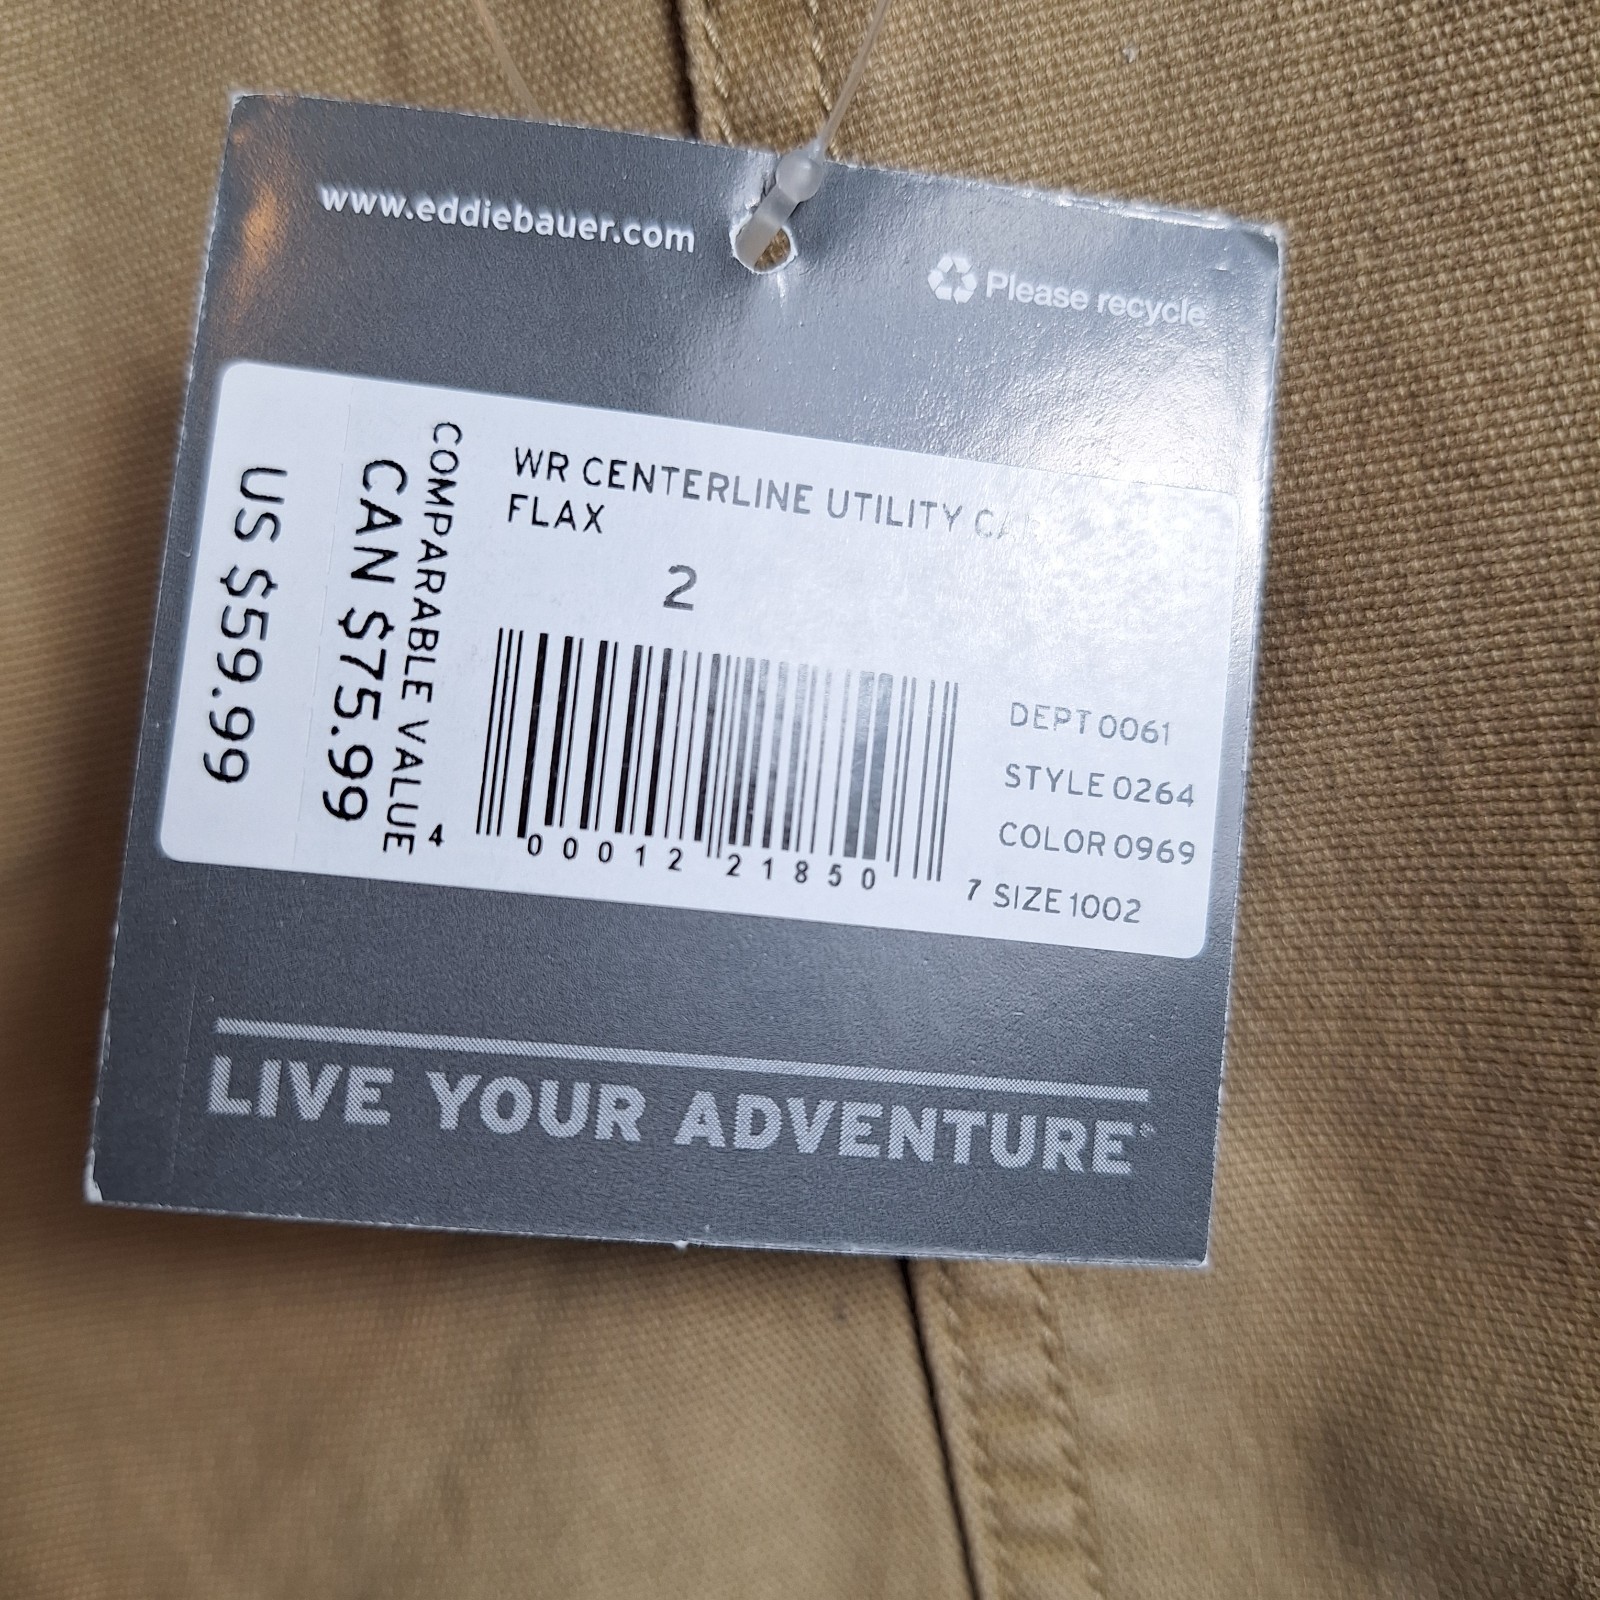 www.eddiebauer.com
Please recycle
WR CENTERLINE UTILITY
FLAX
2
4 00012 21850 7
DEPT 0061
STYLE 0264
COLOR 0969
SIZE 1002
COMPARABLE VALUE
CAN $75.99
US $59.99
LIVE YOUR ADVENTURE®